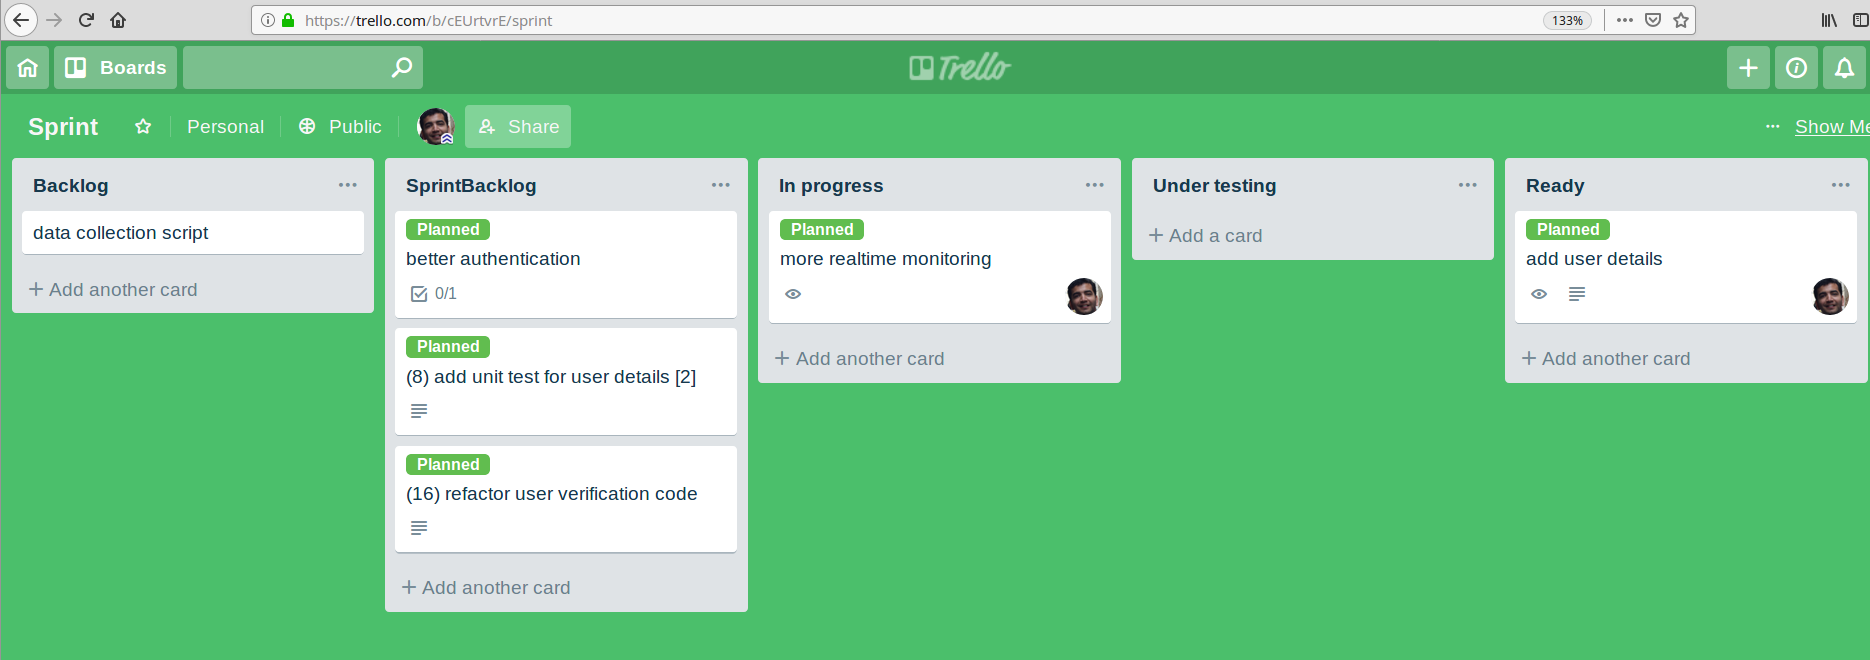 https://trello.com/b/cEUrtvrE/sprint
133%
Boards
Trello
Sprint
Personal
Public
Share
Show Me
Backlog
data collection script
Add another card
SprintBacklog
Planned
better authentication
0/1
Planned
(8) add unit test for user details [2]
Planned
(16) refactor user verification code
Add another card
In progress
Planned
more realtime monitoring
Add another card
Under testing
Add a card
Ready
Planned
add user details
Add another card